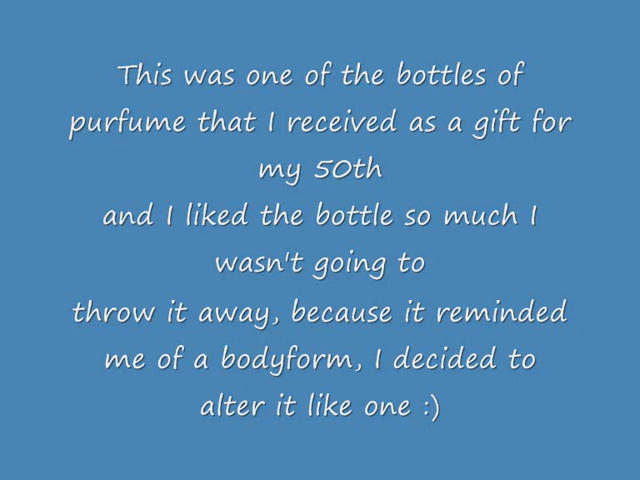 This was one of the bottles of
purfume that I received as a gift for
my 50th
and I liked the bottle so much I
wasn't going to
throw it away, because it reminded
me of a bodyform, I decided to
alter it like one :)